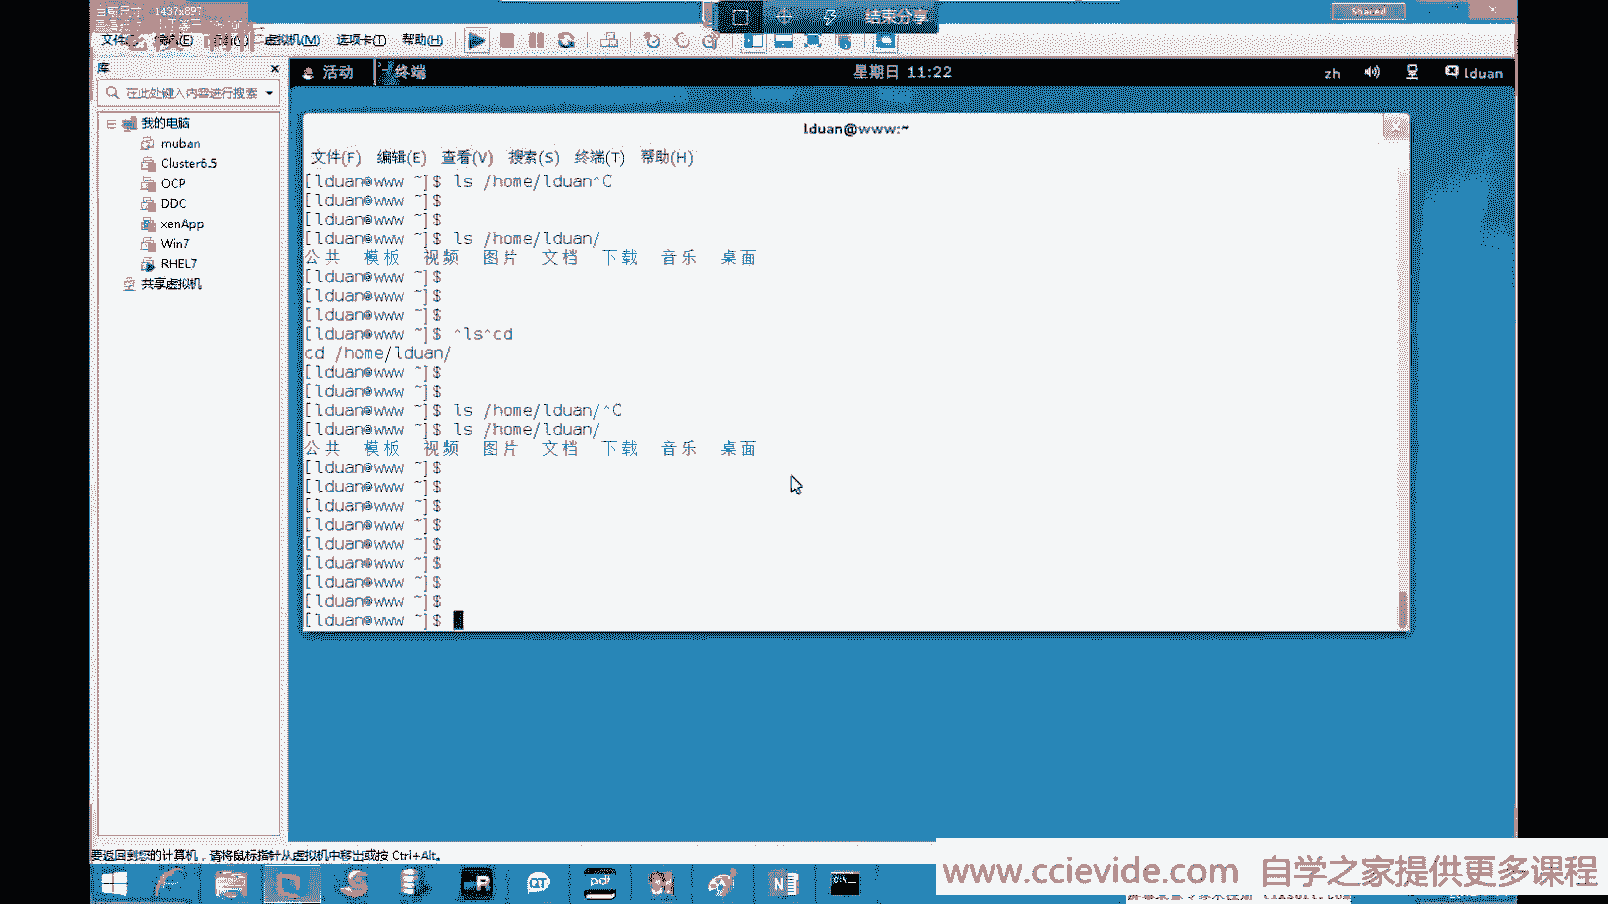 1437x897
结束分享
Shared
虚拟机(M) 选项卡(T) 帮助(H)
库
在此处键入内容进行搜索
我的电脑
muban
Cluster6.5
OCP
DDC
xenApp
Win7
RHEL7
共享虚拟机
活动 终端
星期日 11:22
zh lduan
lduan@www:~
文件(F) 编辑(E) 查看(V) 搜索(S) 终端(T) 帮助(H)
[lduan@www ~]$ ls /home/lduan^C
[lduan@www ~]$
[lduan@www ~]$
[lduan@www ~]$ ls /home/lduan/
公共 模板 视频 图片 文档 下载 音乐 桌面
[lduan@www ~]$
[lduan@www ~]$
[lduan@www ~]$
[lduan@www ~]$ ^ls^cd
cd /home/lduan/
[lduan@www ~]$
[lduan@www ~]$
[lduan@www ~]$ ls /home/lduan/^C
[lduan@www ~]$ ls /home/lduan/
公共 模板 视频 图片 文档 下载 音乐 桌面
[lduan@www ~]$
[lduan@www ~]$
[lduan@www ~]$
[lduan@www ~]$
[lduan@www ~]$
[lduan@www ~]$
[lduan@www ~]$
[lduan@www ~]$
[lduan@www ~]$
要返回到您的计算机，请将鼠标指针从虚拟机中移出或按 Ctrl+Alt。
www.ccievide.com 自学之家提供更多课程